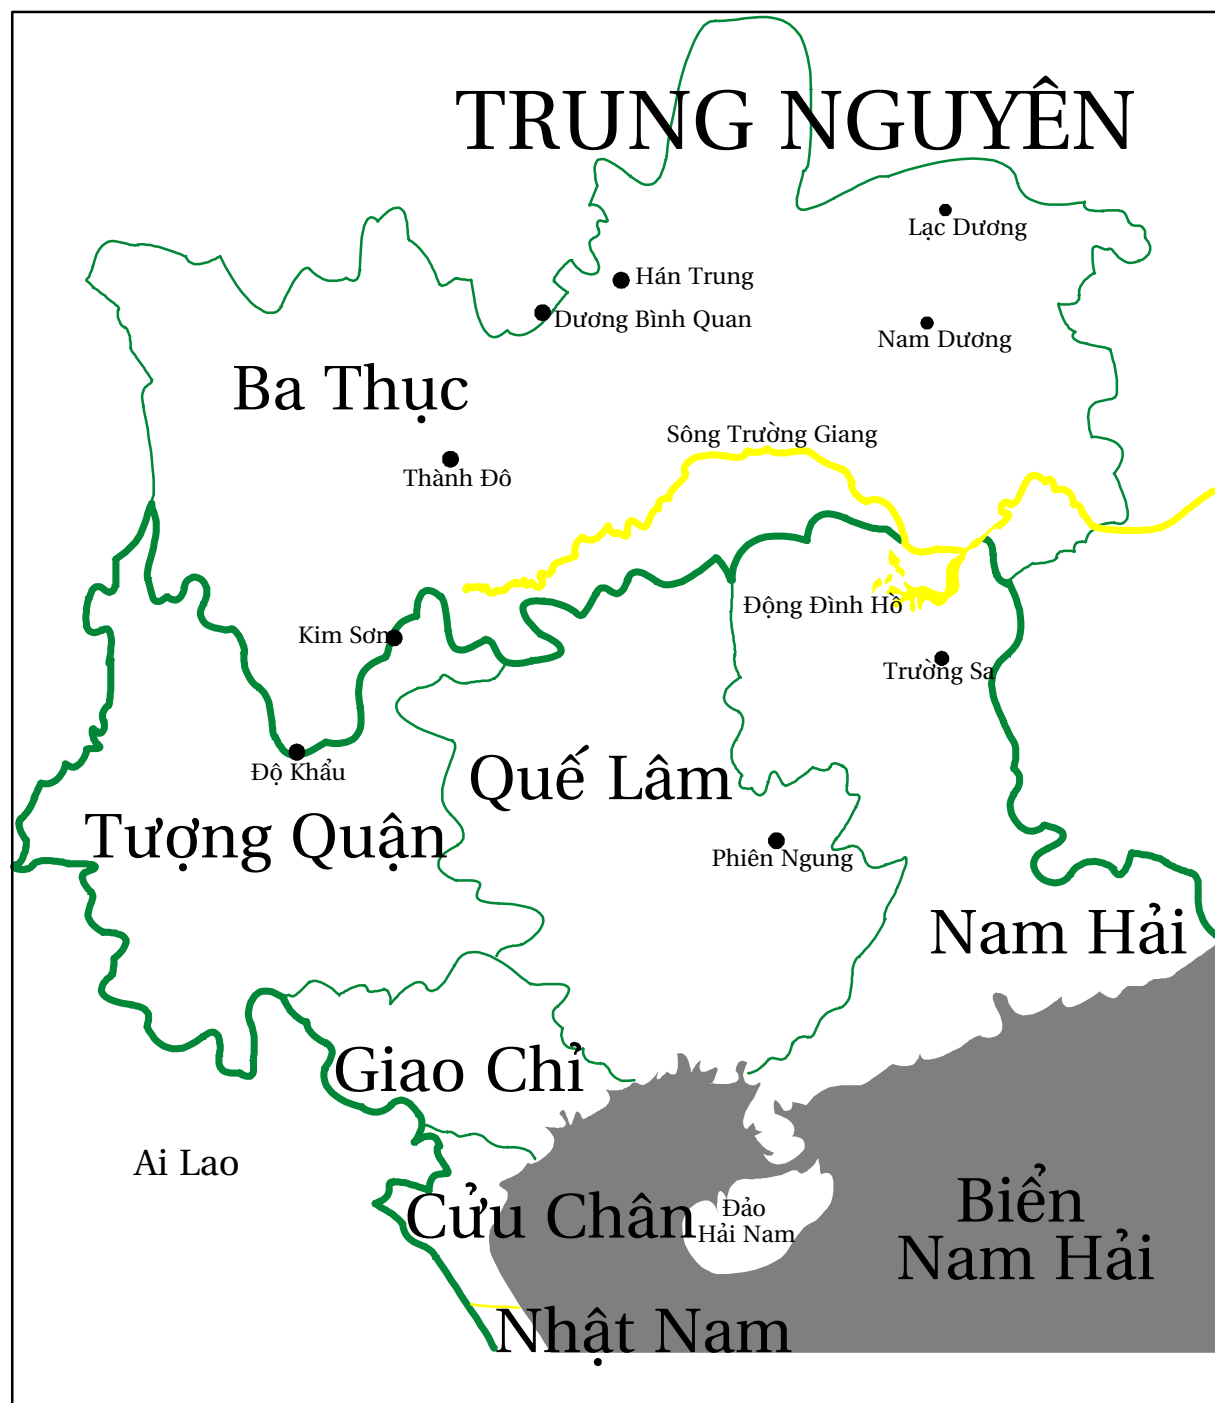 TRUNG NGUYÊN
Lạc Dương
Hán Trung
Dương Bình Quan
Nam Dương
Ba Thục
Sông Trường Giang
Thành Đô
Động Đình Hồ
Kim Sơn
Trường Sa
Độ Khẩu
Quế Lâm
Tượng Quận
Phiên Ngung
Nam Hải
Giao Chỉ
Ai Lao
Cửu Chân
Đảo
Hải Nam
Biển
Nam Hải
Nhật Nam